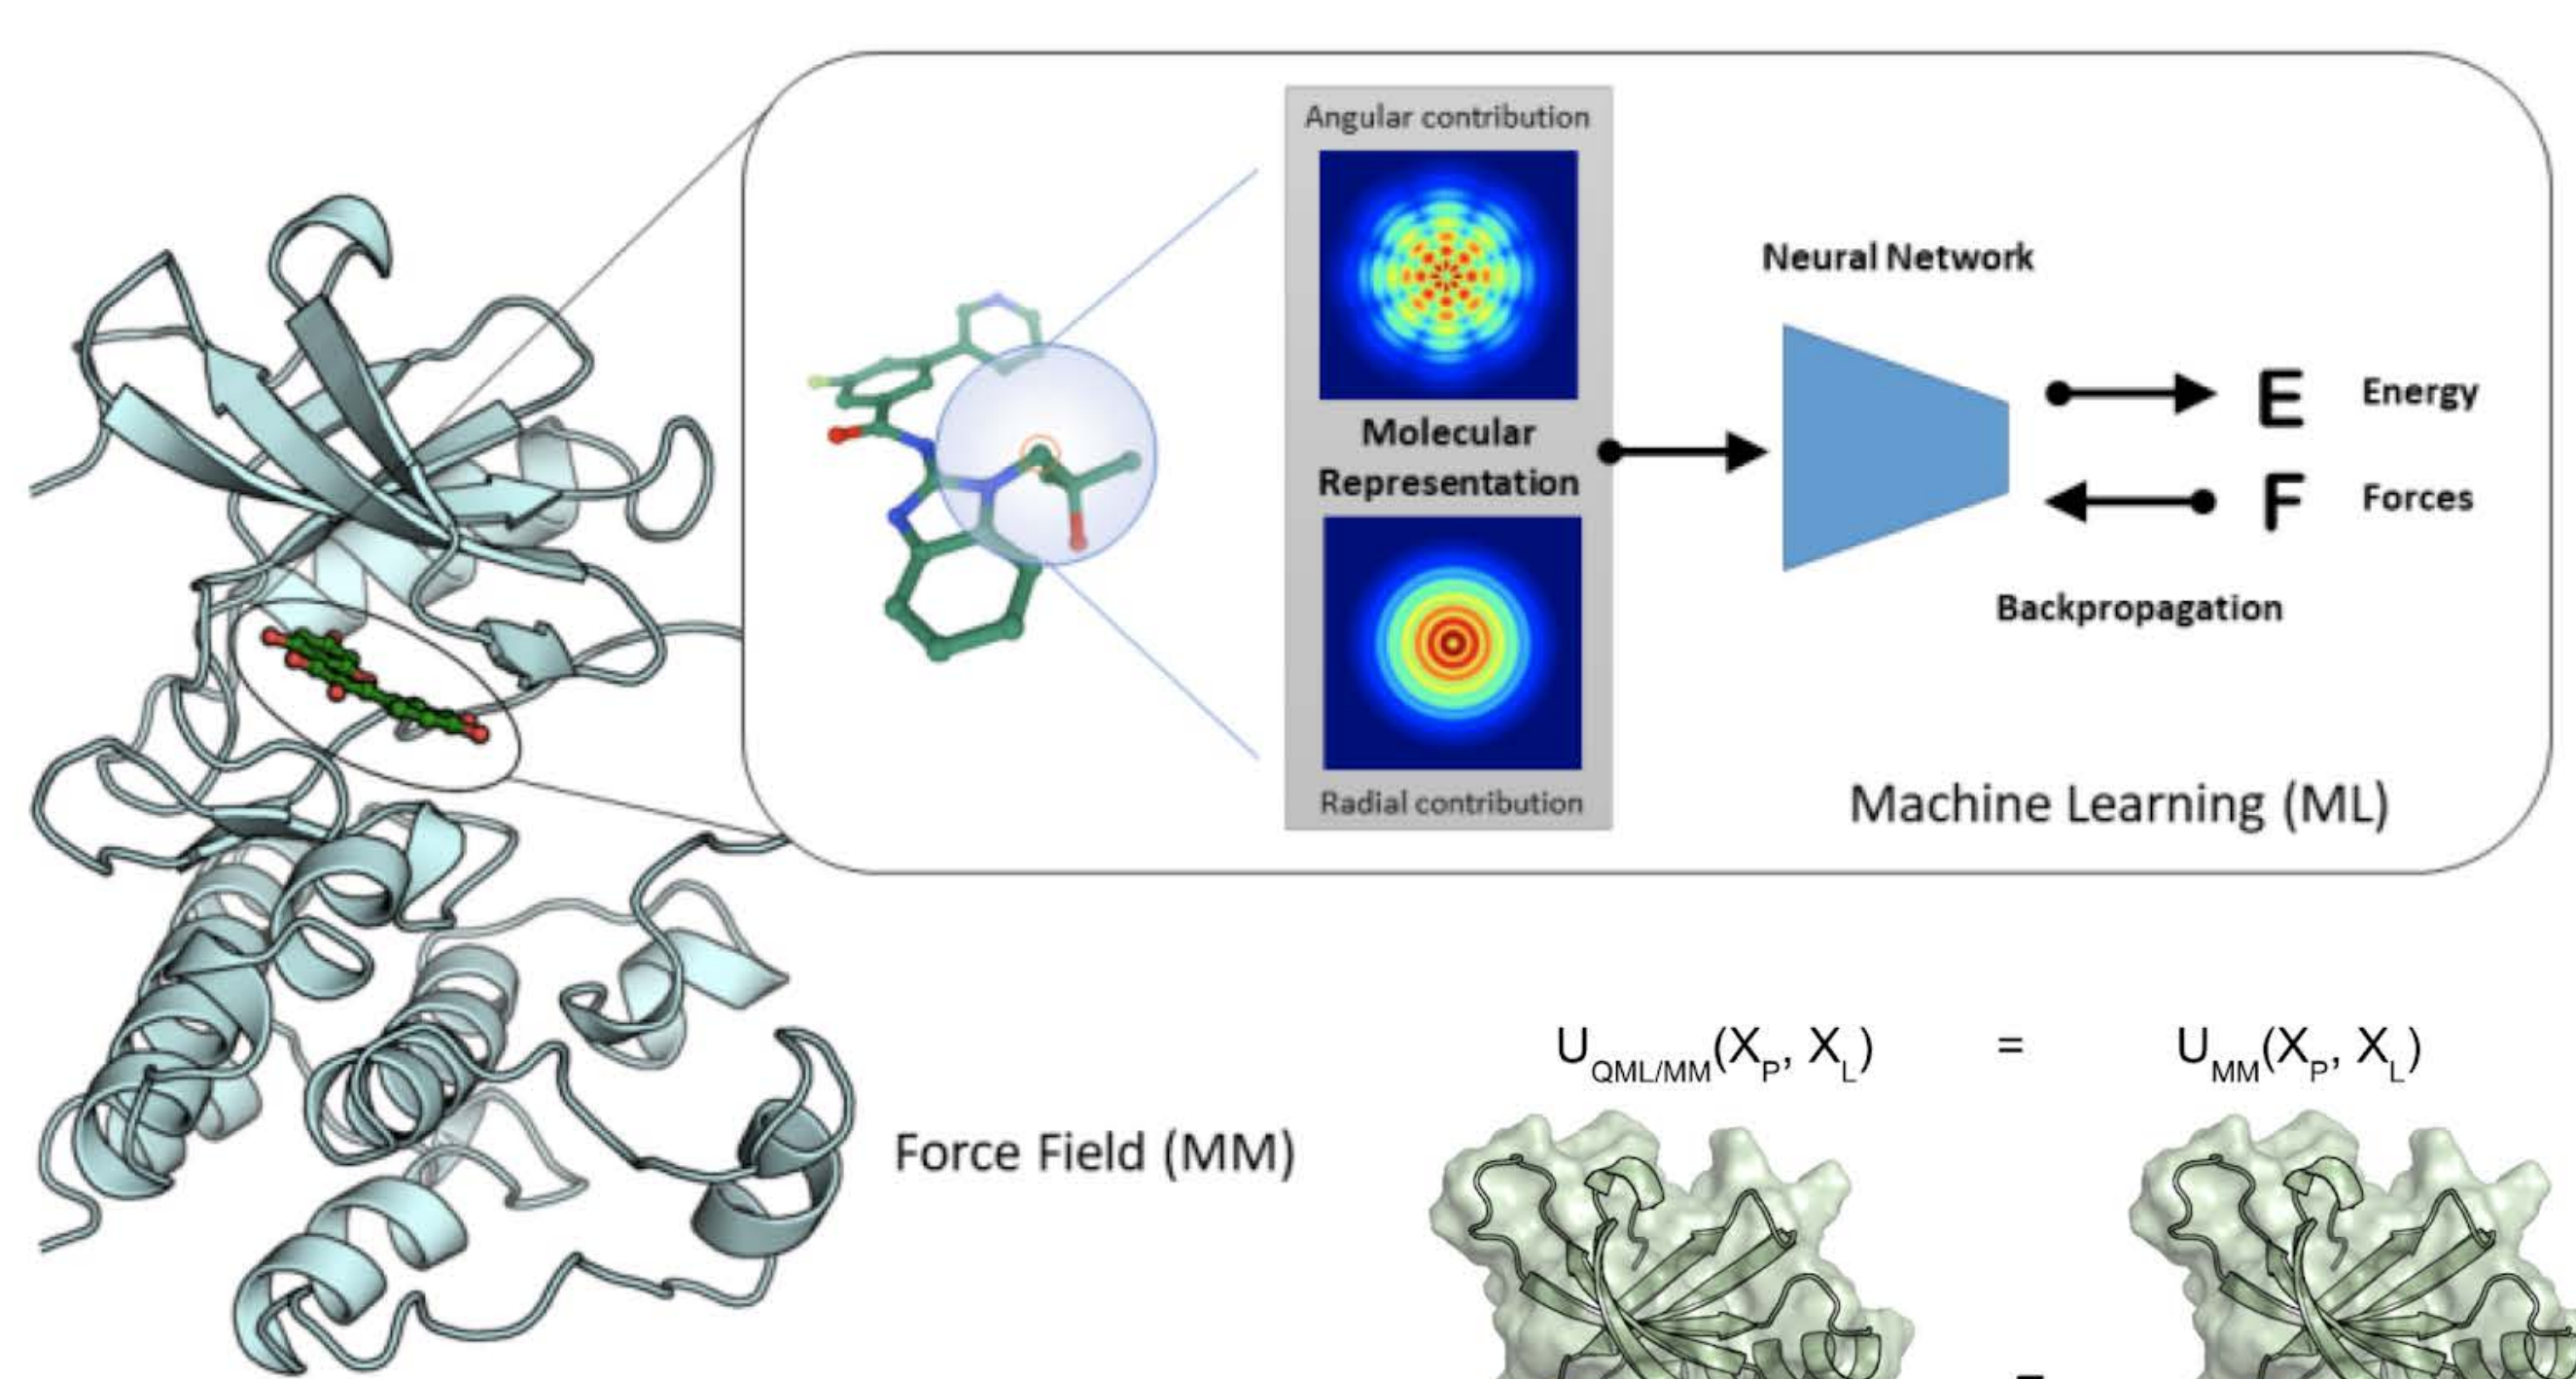 Angular contribution
Molecular
Representation
Radial contribution
Neural Network
E Energy
F Forces
Backpropagation
Machine Learning (ML)
Force Field (MM)
U_QML/MM(X_P, X_L) = U_MM(X_P, X_L)